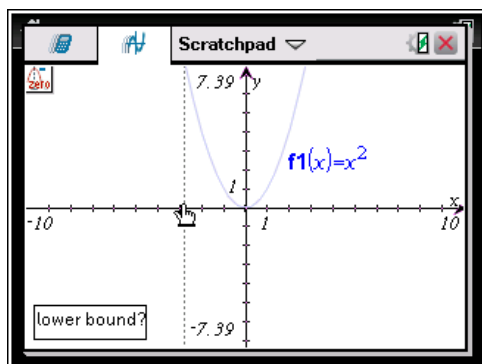 Scratchpad
zero
7.39 y
f1(x)=x²
1
x
-10
1
10
lower bound?
-7.39